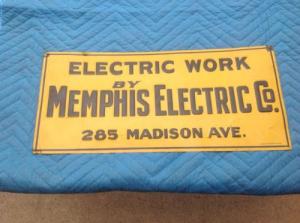 ELECTRIC WORK
BY
MEMPHIS ELECTRIC CO.
285 MADISON AVE.